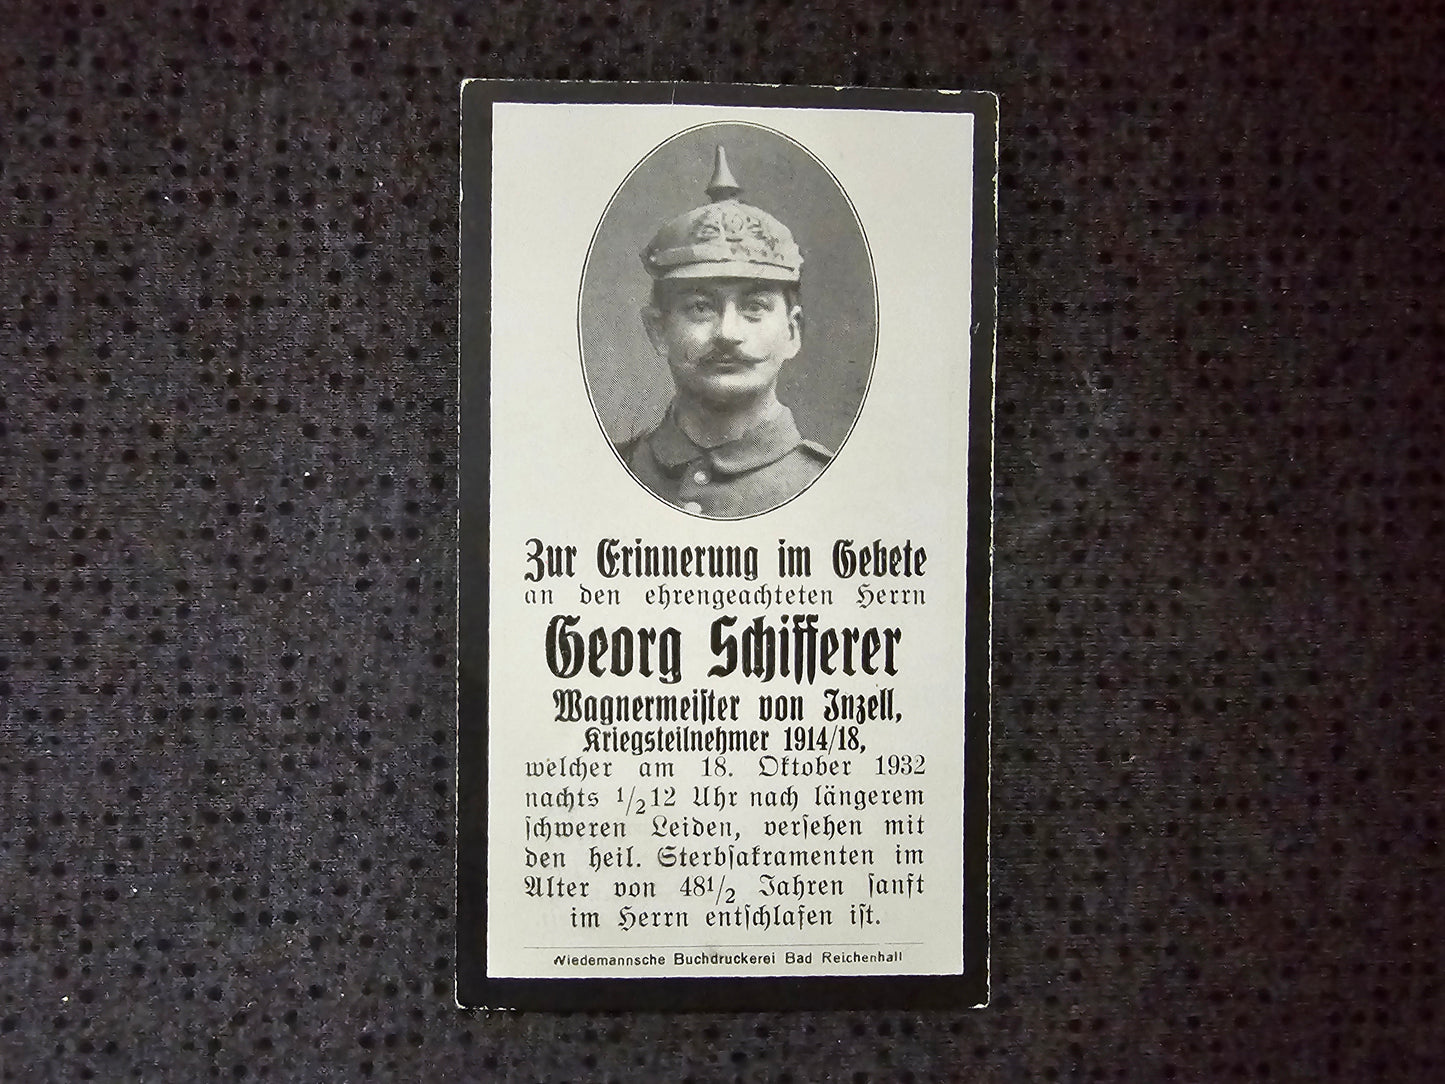 Zur Erinnerung im Gebete
an den ehrengeachteten Herrn
Georg Schifferer
Wagnermeister von Inzell,
Kriegsteilnehmer 1914/18,
welcher am 18. Oktober 1932
nachts 1/2 12 Uhr nach längerem
schweren Leiden, versehen mit
den heil. Sterbsakramenten im
Alter von 48 1/2 Jahren sanft
im Herrn entschlafen ist.
Wiedemannsche Buchdruckerei Bad Reichenhall